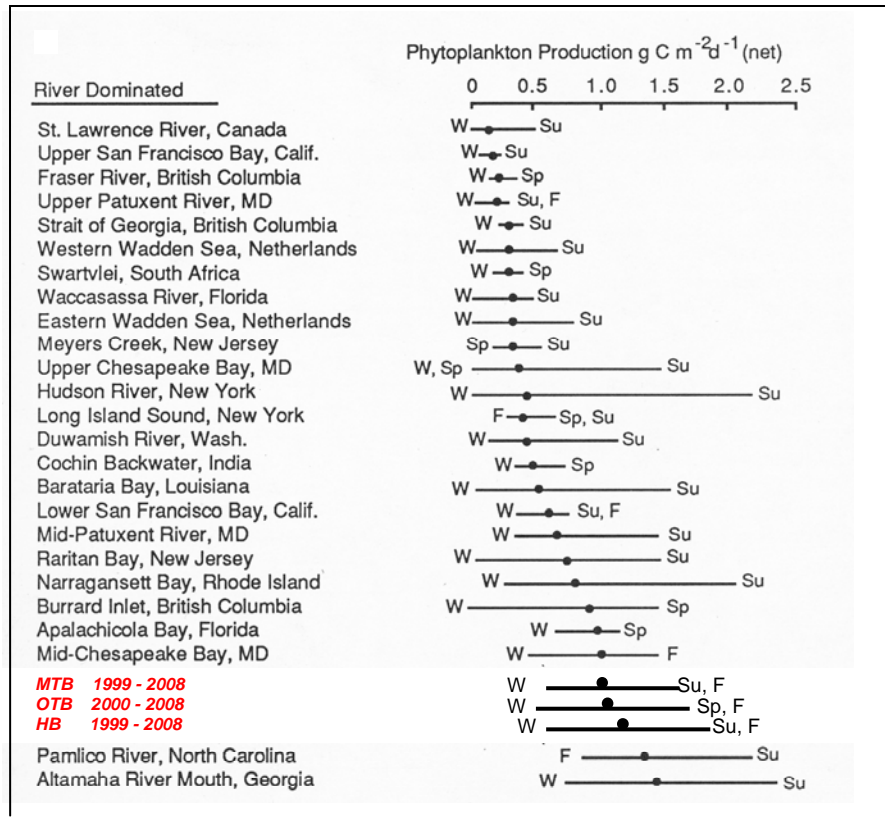 Phytoplankton Production g C m⁻²d⁻¹ (net)
River Dominated
0 0.5 1.0 1.5 2.0 2.5
St. Lawrence River, Canada W Su
Upper San Francisco Bay, Calif. W Su
Fraser River, British Columbia W Sp
Upper Patuxent River, MD W Su, F
Strait of Georgia, British Columbia W Su
Western Wadden Sea, Netherlands W Su
Swartvlei, South Africa W Sp
Waccasassa River, Florida W Su
Eastern Wadden Sea, Netherlands W Su
Meyers Creek, New Jersey Sp Su
Upper Chesapeake Bay, MD W, Sp Su
Hudson River, New York W Su
Long Island Sound, New York F Sp, Su
Duwamish River, Wash. W Su
Cochin Backwater, India W Sp
Barataria Bay, Louisiana W Su
Lower San Francisco Bay, Calif. W Su, F
Mid-Patuxent River, MD W Su
Raritan Bay, New Jersey W Su
Narragansett Bay, Rhode Island W Su
Burrard Inlet, British Columbia W Sp
Apalachicola Bay, Florida W Sp
Mid-Chesapeake Bay, MD W F
MTB 1999 - 2008 W Su, F
OTB 2000 - 2008 W Sp, F
HB 1999 - 2008 W Su, F
Pamlico River, North Carolina F Su
Altamaha River Mouth, Georgia W Su